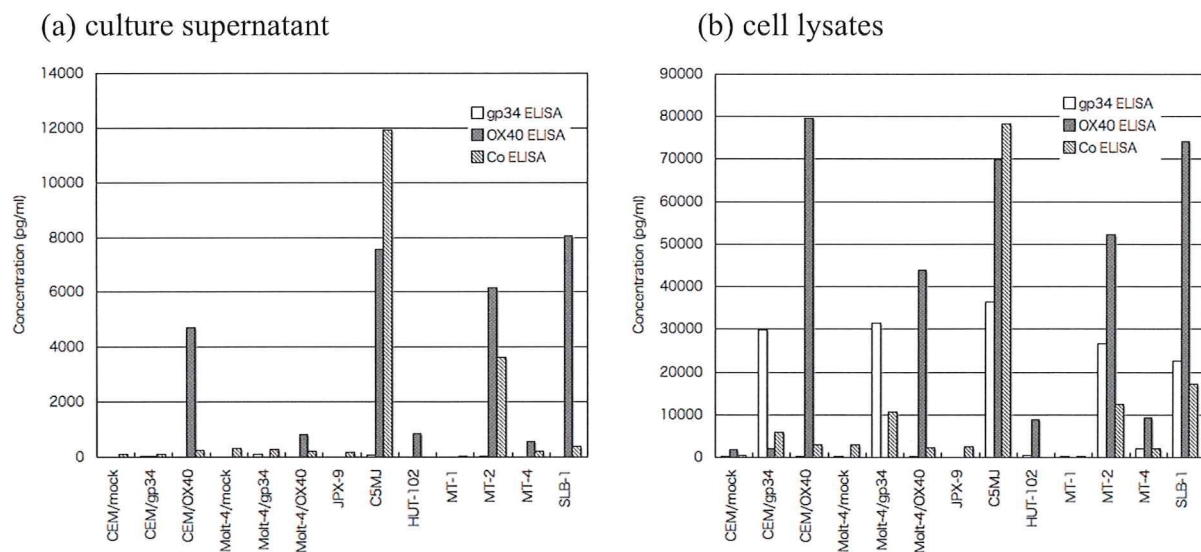 (a) culture supernatant
14000
12000
10000
8000
6000
4000
2000
0
Concentration (pg/ml)
gp34 ELISA
OX40 ELISA
Co ELISA
CEM/mock
CEM/gp34
CEM/OX40
Molt-4/mock
Molt-4/gp34
Molt-4/OX40
JPX-9
C5MJ
HUT-102
MT-1
MT-2
MT-4
SLB-1
(b) cell lysates
90000
80000
70000
60000
50000
40000
30000
20000
10000
0
Concentration (pg/ml)
gp34 ELISA
OX40 ELISA
Co ELISA
CEM/mock
CEM/gp34
CEM/OX40
Molt-4/mock
Molt-4/gp34
Molt-4/OX40
JPX-9
C5MJ
HUT-102
MT-1
MT-2
MT-4
SLB-1